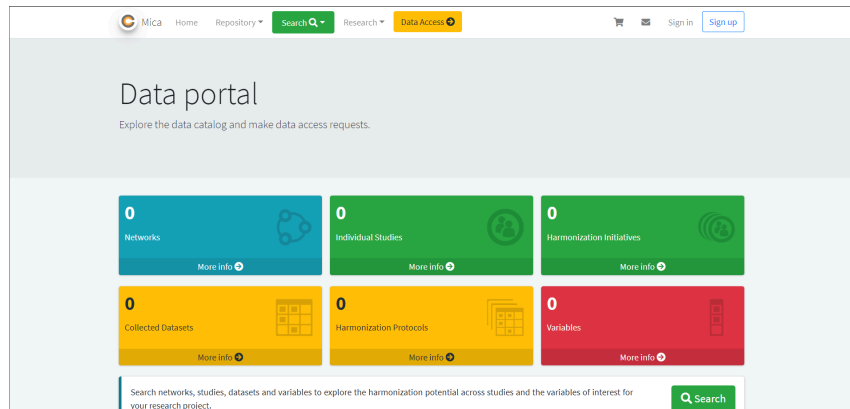 Mica Home Repository Search Research Data Access Sign in Sign up
Data portal
Explore the data catalog and make data access requests.
0 0 0
Networks Individual Studies Harmonization Initiatives
More info More info More info
0 0 0
Collected Datasets Harmonization Protocols Variables
More info More info More info
Search networks, studies, datasets and variables to explore the harmonization potential across studies and the variables of interest for
your research project.
Search